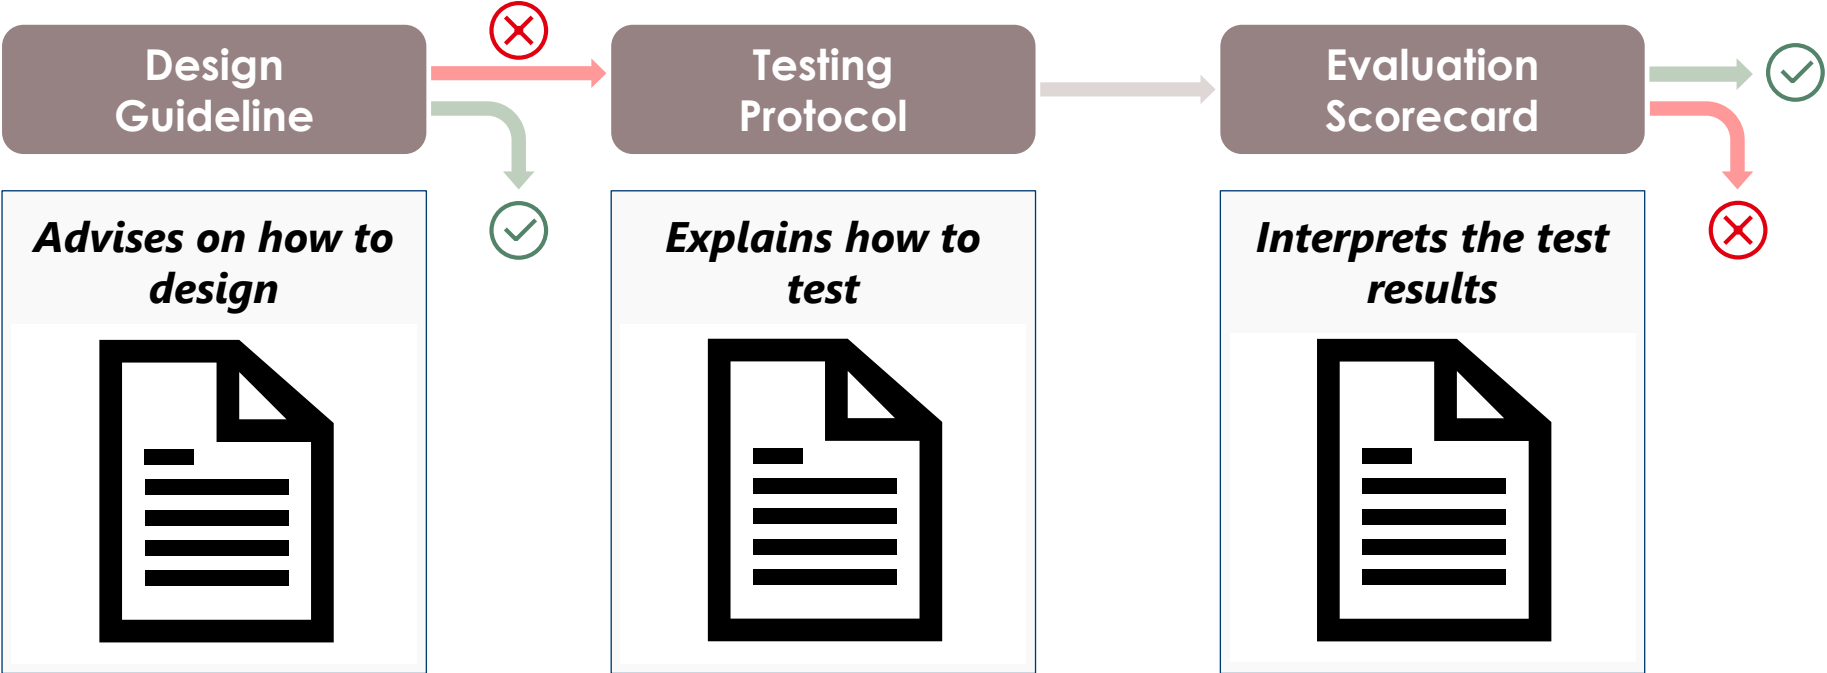 Design
Guideline
Testing
Protocol
Evaluation
Scorecard
Advises on how to
design
Explains how to
test
Interprets the test
results